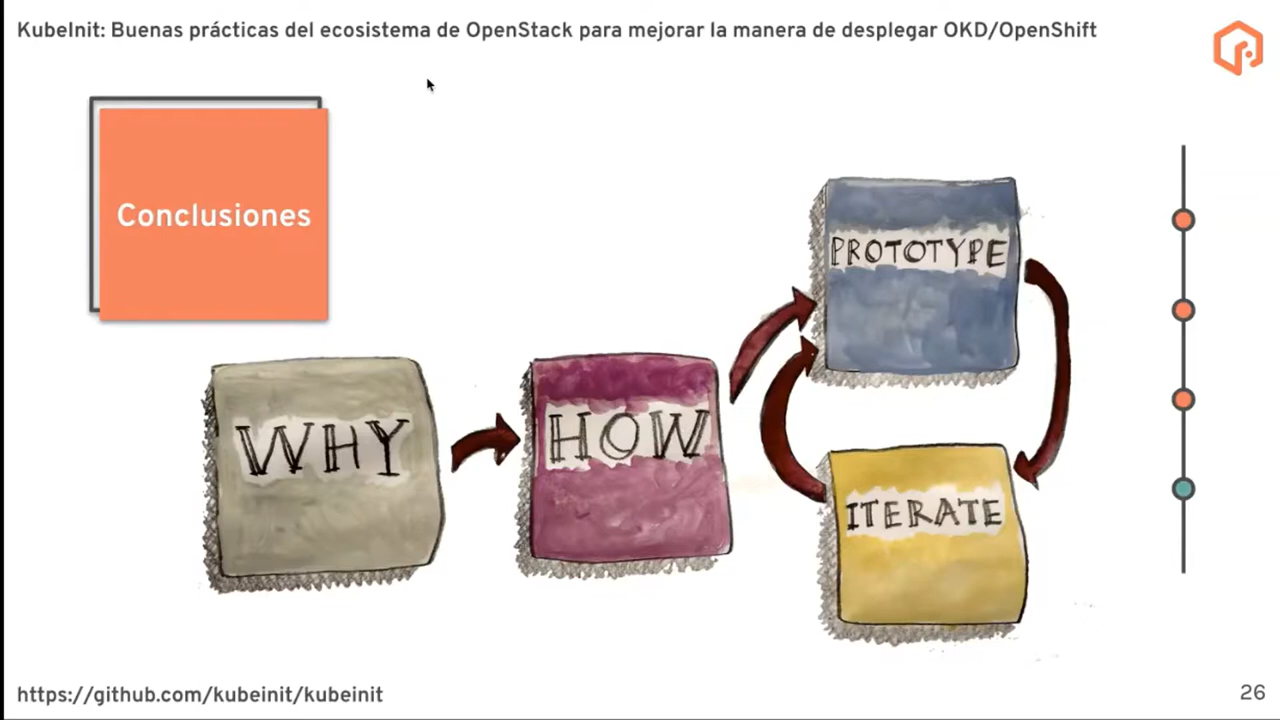 KubeInit: Buenas prácticas del ecosistema de OpenStack para mejorar la manera de desplegar OKD/OpenShift
Conclusiones
WHY
HOW
PROTOTYPE
ITERATE
https://github.com/kubeinit/kubeinit
26